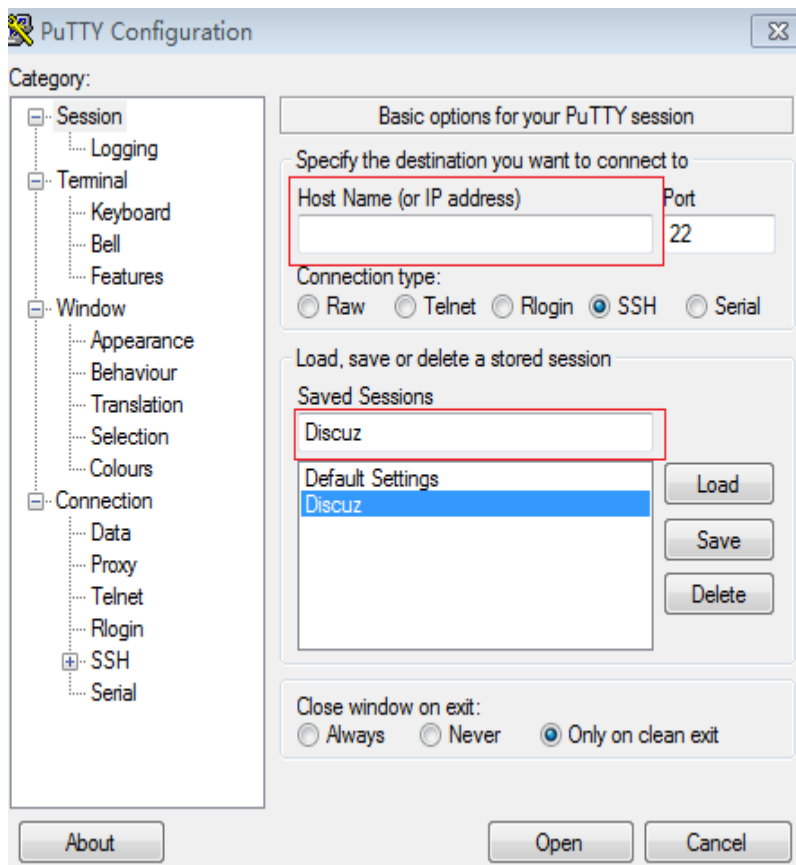 PuTTY Configuration
Category:
Session
Logging
Terminal
Keyboard
Bell
Features
Window
Appearance
Behaviour
Translation
Selection
Colours
Connection
Data
Proxy
Telnet
Rlogin
SSH
Serial
Basic options for your PuTTY session
Specify the destination you want to connect to
Host Name (or IP address) Port
22
Connection type:
Raw Telnet Rlogin SSH Serial
Load, save or delete a stored session
Saved Sessions
Discuz
Default Settings
Discuz
Load
Save
Delete
Close window on exit:
Always Never Only on clean exit
About Open Cancel